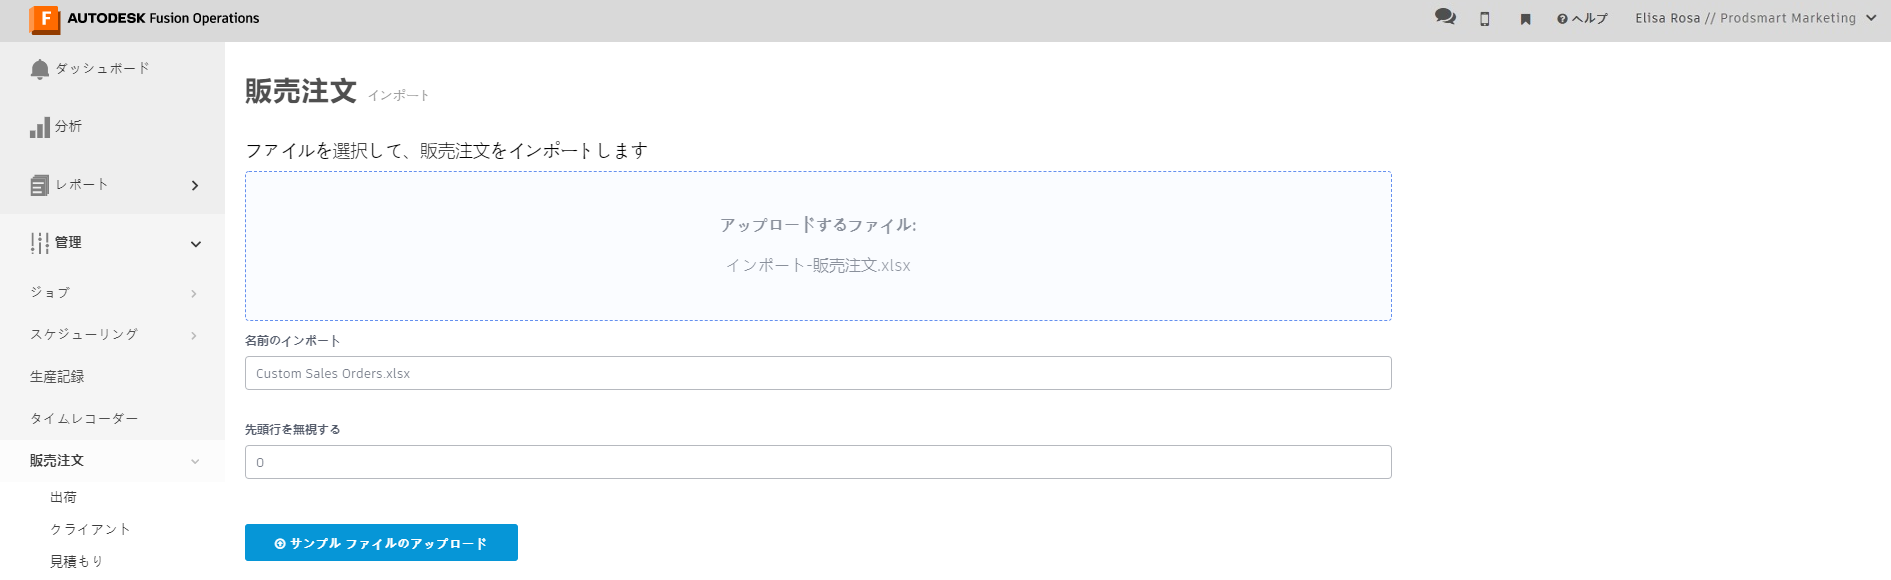 AUTODESK Fusion Operations
ヘルプ
Elisa Rosa // Prodsmart Marketing
ダッシュボード
分析
レポート
管理
ジョブ
スケジューリング
生産記録
タイムレコーダー
販売注文
出荷
クライアント
見積もり
販売注文 インポート
ファイルを選択して、販売注文をインポートします
アップロードするファイル:
インポート-販売注文.xlsx
名前のインポート
Custom Sales Orders.xlsx
先頭行を無視する
0
サンプル ファイルのアップロード